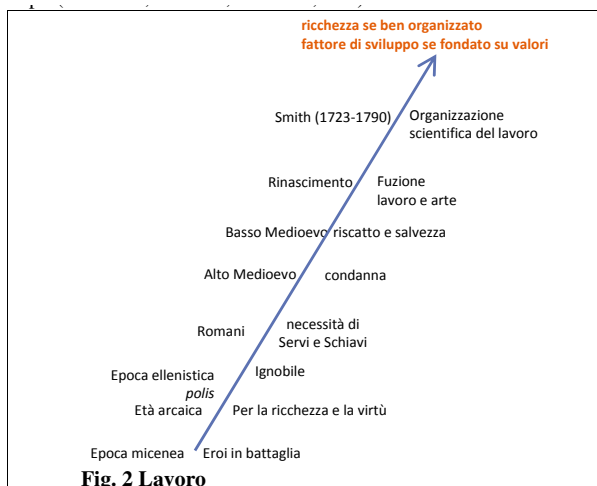 ricchezza se ben organizzato
fattore di sviluppo se fondato su valori
Smith (1723-1790) Organizzazione
scientifica del lavoro
Rinascimento Fuzione
lavoro e arte
Basso Medioevo riscatto e salvezza
Alto Medioevo condanna
Romani necessità di
Servi e Schiavi
Epoca ellenistica Ignobile
polis
Età arcaica Per la ricchezza e la virtù
Epoca micenea Eroi in battaglia
Fig. 2 Lavoro